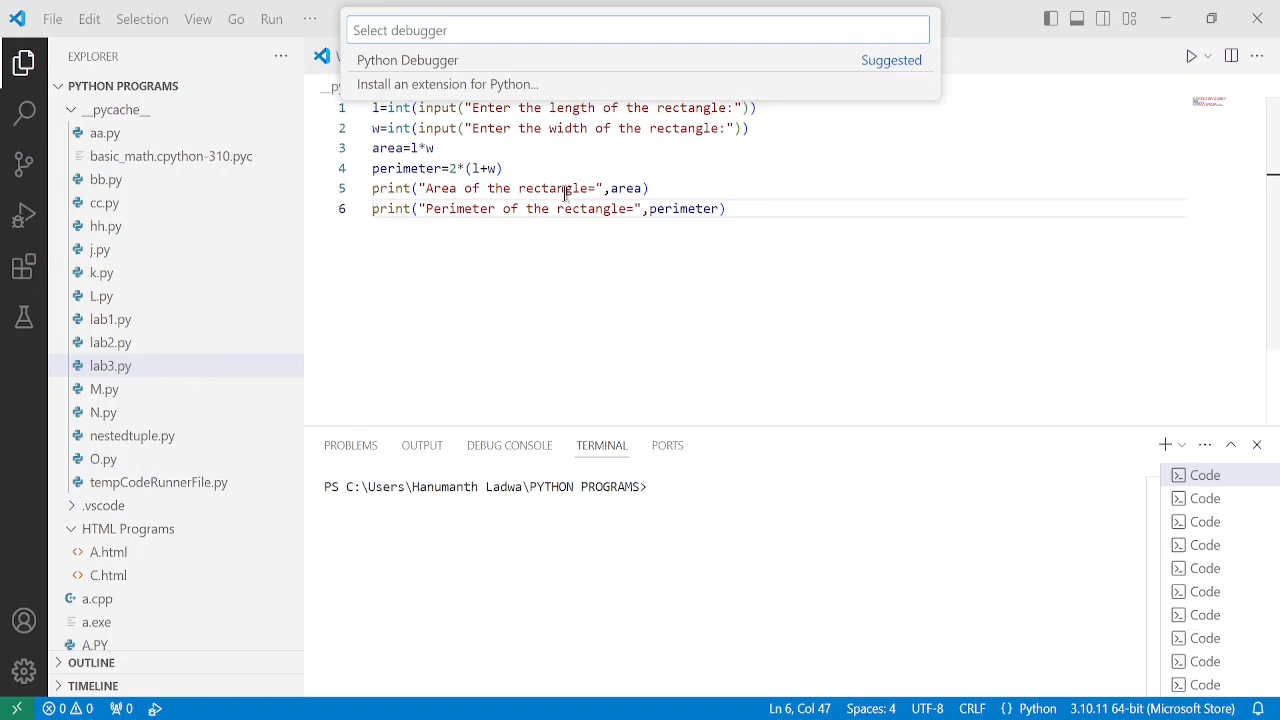 File Edit Selection View Go Run ···
Select debugger
Python Debugger Suggested
Install an extension for Python...
EXPLORER
PYTHON PROGRAMS
__pycache__
aa.py
basic_math.cpython-310.pyc
bb.py
cc.py
hh.py
j.py
k.py
L.py
lab1.py
lab2.py
lab3.py
M.py
N.py
nestedtuple.py
O.py
tempCodeRunnerFile.py
.vscode
HTML Programs
A.html
C.html
a.cpp
a.exe
A.PY
OUTLINE
TIMELINE
1 l=int(input("Enter the length of the rectangle:"))
2 w=int(input("Enter the width of the rectangle:"))
3 area=l*w
4 perimeter=2*(l+w)
5 print("Area of the rectangle=",area)
6 print("Perimeter of the rectangle=",perimeter)
PROBLEMS OUTPUT DEBUG CONSOLE TERMINAL PORTS
PS C:\Users\Hanumanth Ladwa\PYTHON PROGRAMS>
Code
Code
Code
Code
Code
Code
Code
Code
Code
Code
0 0 0 Ln 6, Col 47 Spaces: 4 UTF-8 CRLF {} Python 3.10.11 64-bit (Microsoft Store)